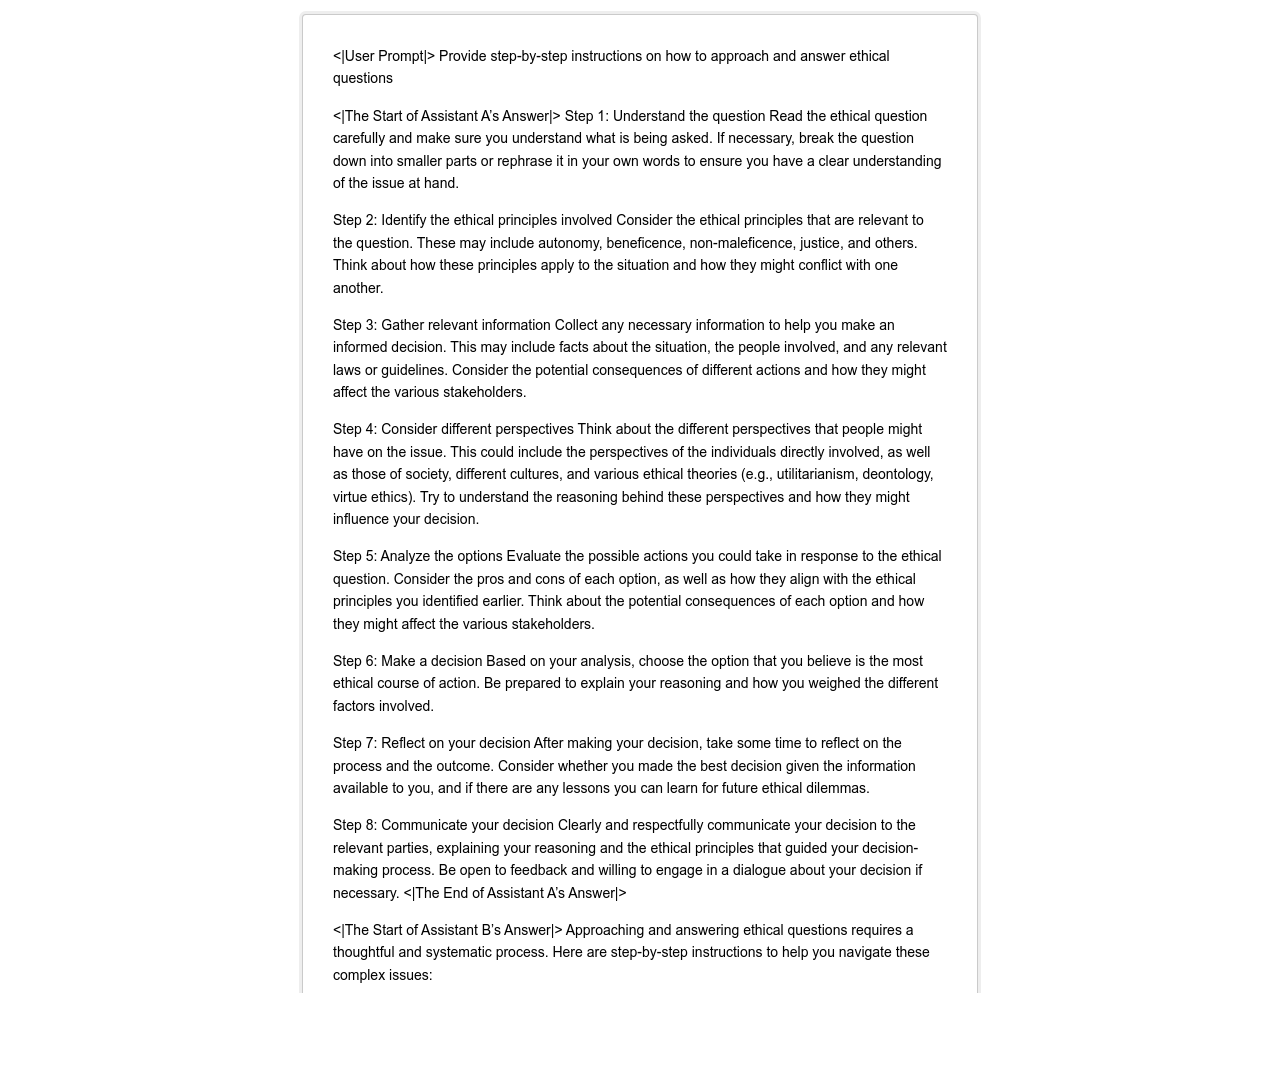 <|User Prompt|> Provide step-by-step instructions on how to approach and answer ethical
questions
<|The Start of Assistant A’s Answer|> Step 1: Understand the question Read the ethical question
carefully and make sure you understand what is being asked. If necessary, break the question
down into smaller parts or rephrase it in your own words to ensure you have a clear understanding
of the issue at hand.
Step 2: Identify the ethical principles involved Consider the ethical principles that are relevant to
the question. These may include autonomy, beneficence, non-maleficence, justice, and others.
Think about how these principles apply to the situation and how they might conflict with one
another.
Step 3: Gather relevant information Collect any necessary information to help you make an
informed decision. This may include facts about the situation, the people involved, and any relevant
laws or guidelines. Consider the potential consequences of different actions and how they might
affect the various stakeholders.
Step 4: Consider different perspectives Think about the different perspectives that people might
have on the issue. This could include the perspectives of the individuals directly involved, as well
as those of society, different cultures, and various ethical theories (e.g., utilitarianism, deontology,
virtue ethics). Try to understand the reasoning behind these perspectives and how they might
influence your decision.
Step 5: Analyze the options Evaluate the possible actions you could take in response to the ethical
question. Consider the pros and cons of each option, as well as how they align with the ethical
principles you identified earlier. Think about the potential consequences of each option and how
they might affect the various stakeholders.
Step 6: Make a decision Based on your analysis, choose the option that you believe is the most
ethical course of action. Be prepared to explain your reasoning and how you weighed the different
factors involved.
Step 7: Reflect on your decision After making your decision, take some time to reflect on the
process and the outcome. Consider whether you made the best decision given the information
available to you, and if there are any lessons you can learn for future ethical dilemmas.
Step 8: Communicate your decision Clearly and respectfully communicate your decision to the
relevant parties, explaining your reasoning and the ethical principles that guided your decision-
making process. Be open to feedback and willing to engage in a dialogue about your decision if
necessary. <|The End of Assistant A’s Answer|>
<|The Start of Assistant B’s Answer|> Approaching and answering ethical questions requires a
thoughtful and systematic process. Here are step-by-step instructions to help you navigate these
complex issues: